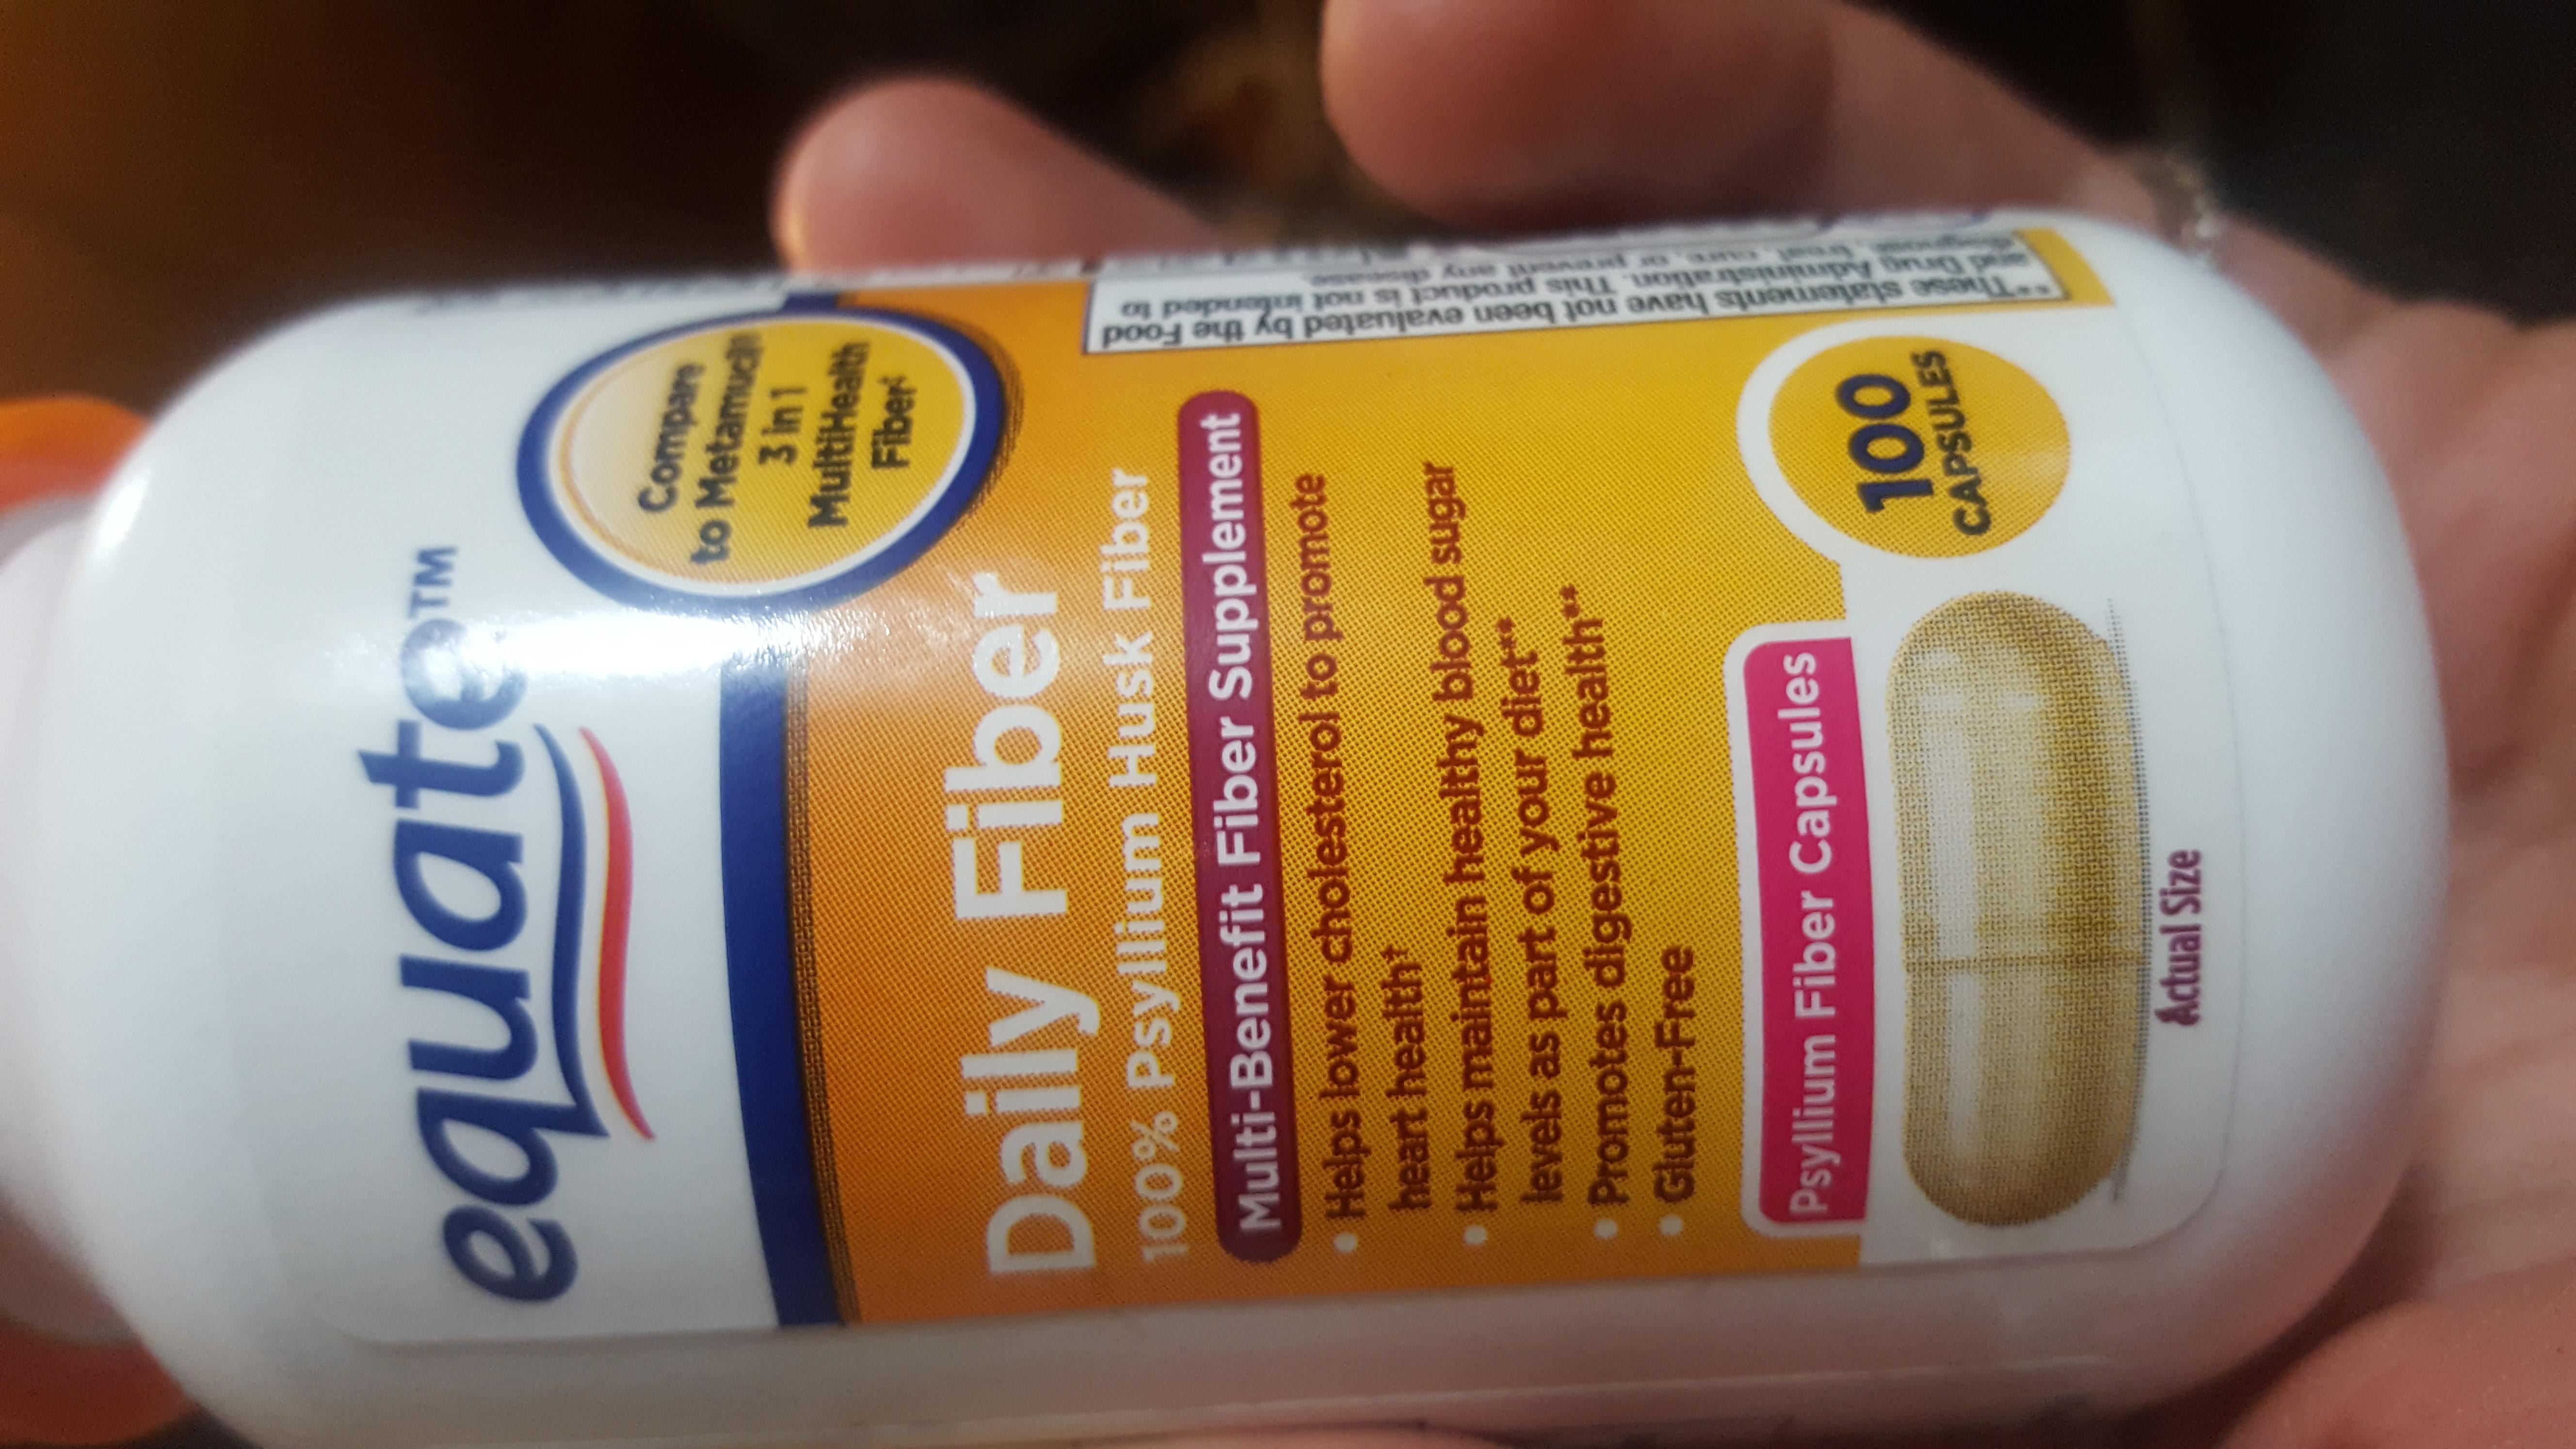 equate™
Compare
to Metamucil®
3 in 1
MultiHealth
Fiber‡
Daily Fiber
100% Psyllium Husk Fiber
Multi-Benefit Fiber Supplement
• Helps lower cholesterol to promote
heart health†
• Helps maintain healthy blood sugar
levels as part of your diet**
• Promotes digestive health**
• Gluten-Free
Psyllium Fiber Capsules
100
CAPSULES
Actual Size
**These statements have not been evaluated by the Food
and Drug Administration. This product is not intended to
diagnose, treat, cure, or prevent any disease.